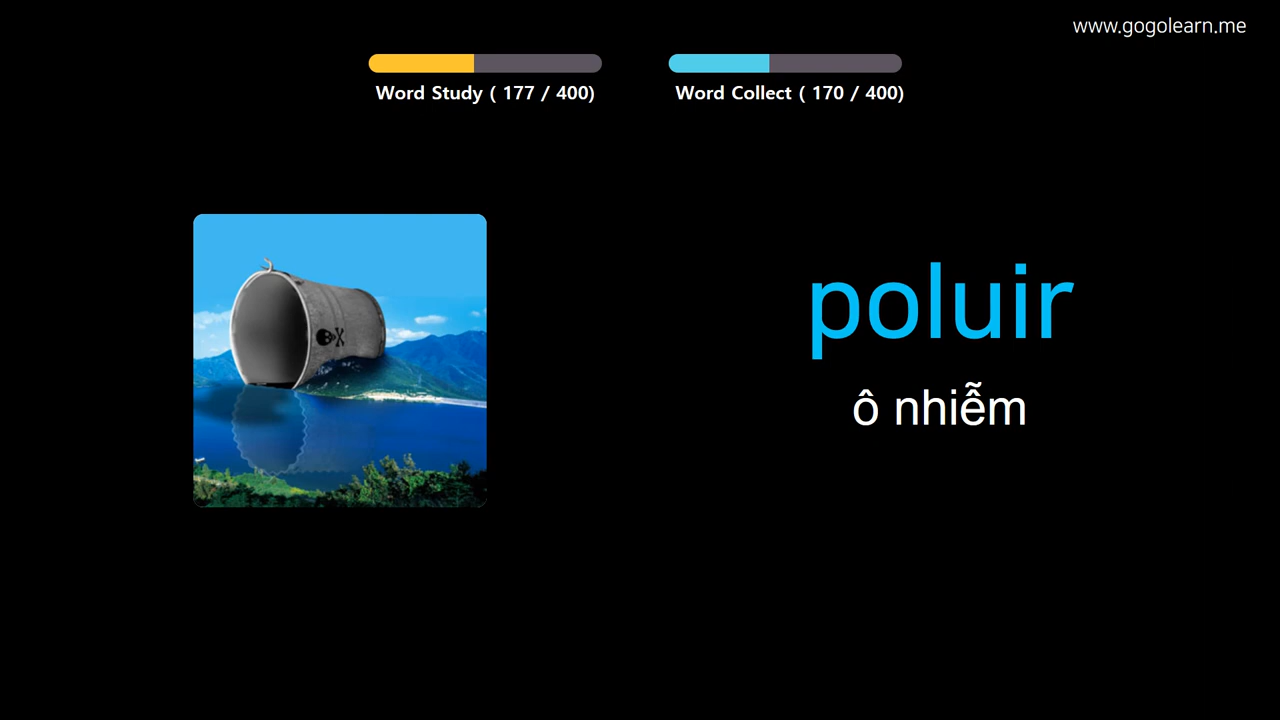 www.gogolearn.me
Word Study ( 177 / 400)
Word Collect ( 170 / 400)
poluir
ô nhiễm